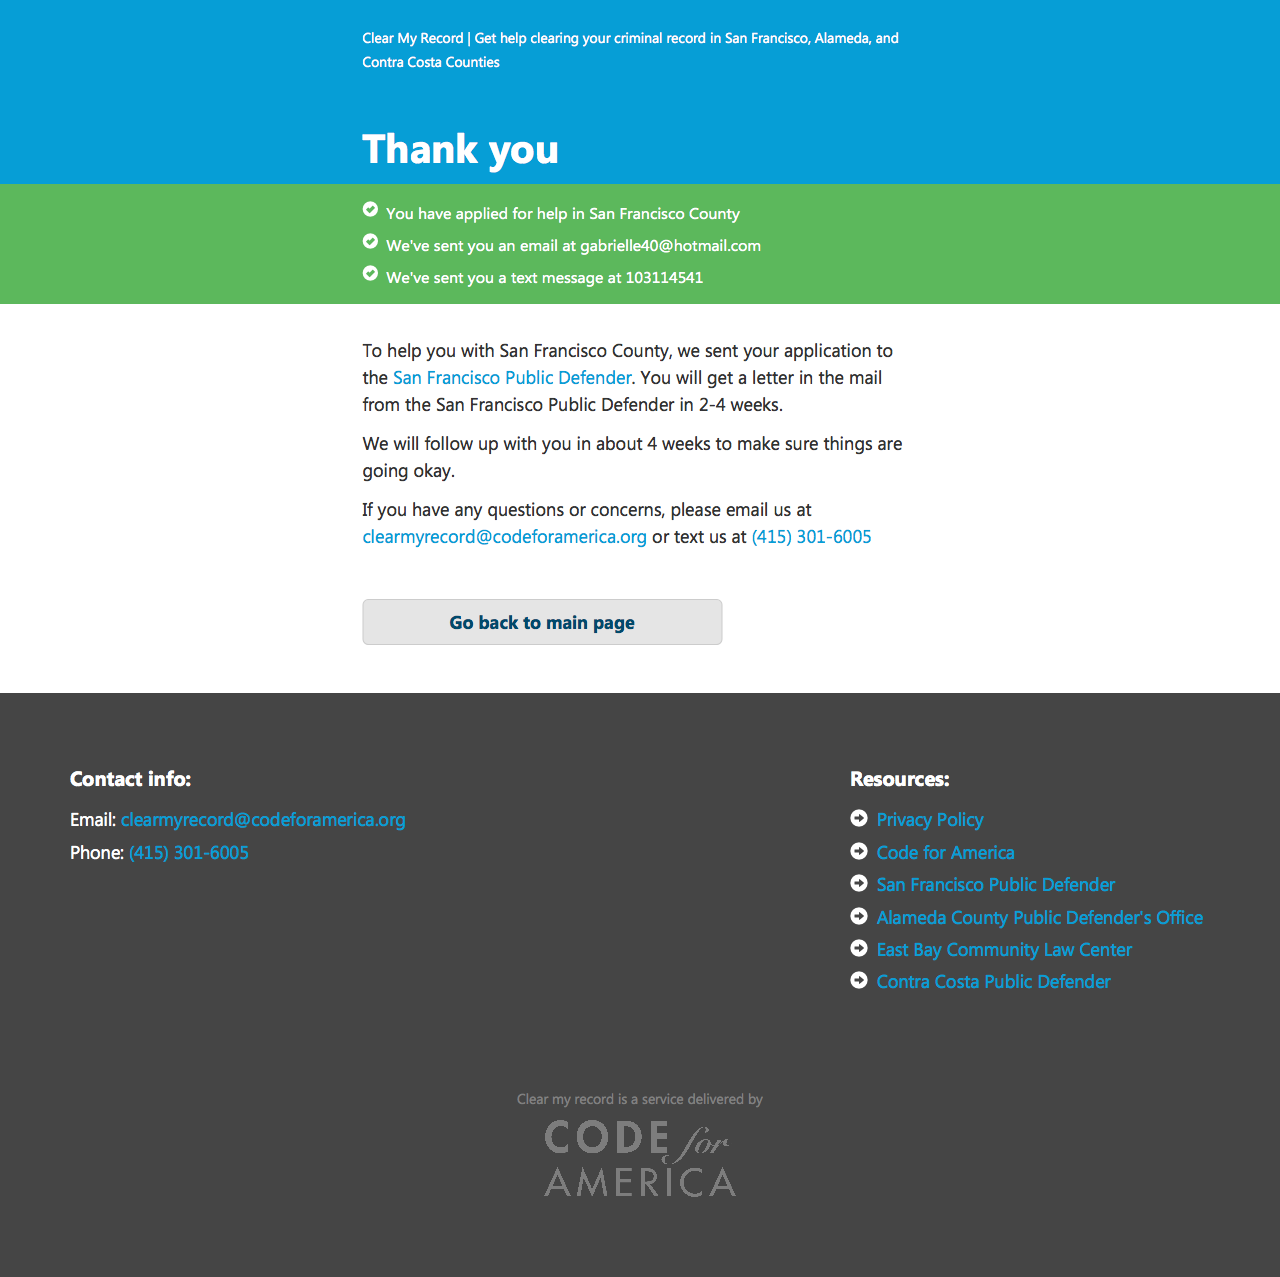 Clear My Record | Get help clearing your criminal record in San Francisco, Alameda, and
Contra Costa Counties
Thank you
You have applied for help in San Francisco County
We've sent you an email at gabrielle40@hotmail.com
We've sent you a text message at 103114541
To help you with San Francisco County, we sent your application to
the San Francisco Public Defender. You will get a letter in the mail
from the San Francisco Public Defender in 2-4 weeks.
We will follow up with you in about 4 weeks to make sure things are
going okay.
If you have any questions or concerns, please email us at
clearmyrecord@codeforamerica.org or text us at (415) 301-6005
Go back to main page
Contact info:
Email: clearmyrecord@codeforamerica.org
Phone: (415) 301-6005
Resources:
Privacy Policy
Code for America
San Francisco Public Defender
Alameda County Public Defender's Office
East Bay Community Law Center
Contra Costa Public Defender
Clear my record is a service delivered by
CODE for
AMERICA